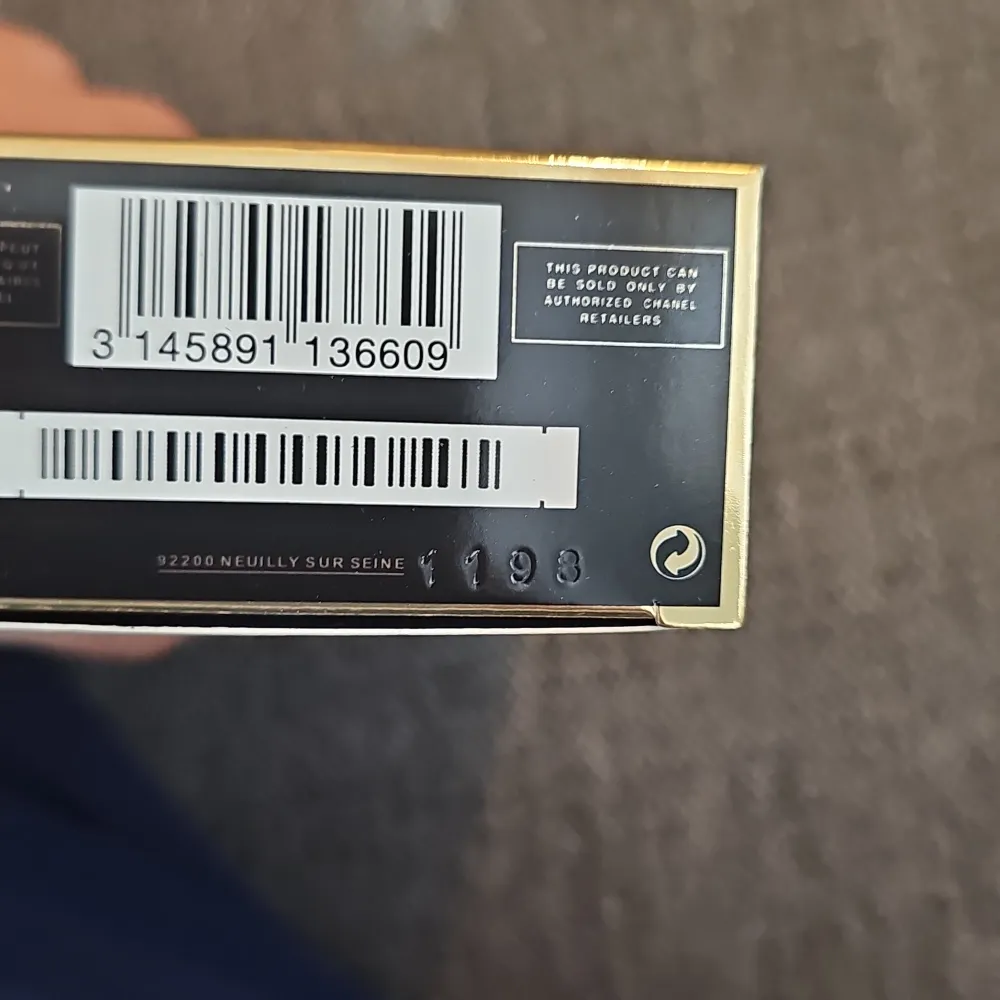 3 145891 136609
THIS PRODUCT CAN
BE SOLD ONLY BY
AUTHORIZED CHANEL
RETAILERS
92200 NEUILLY SUR SEINE 1198